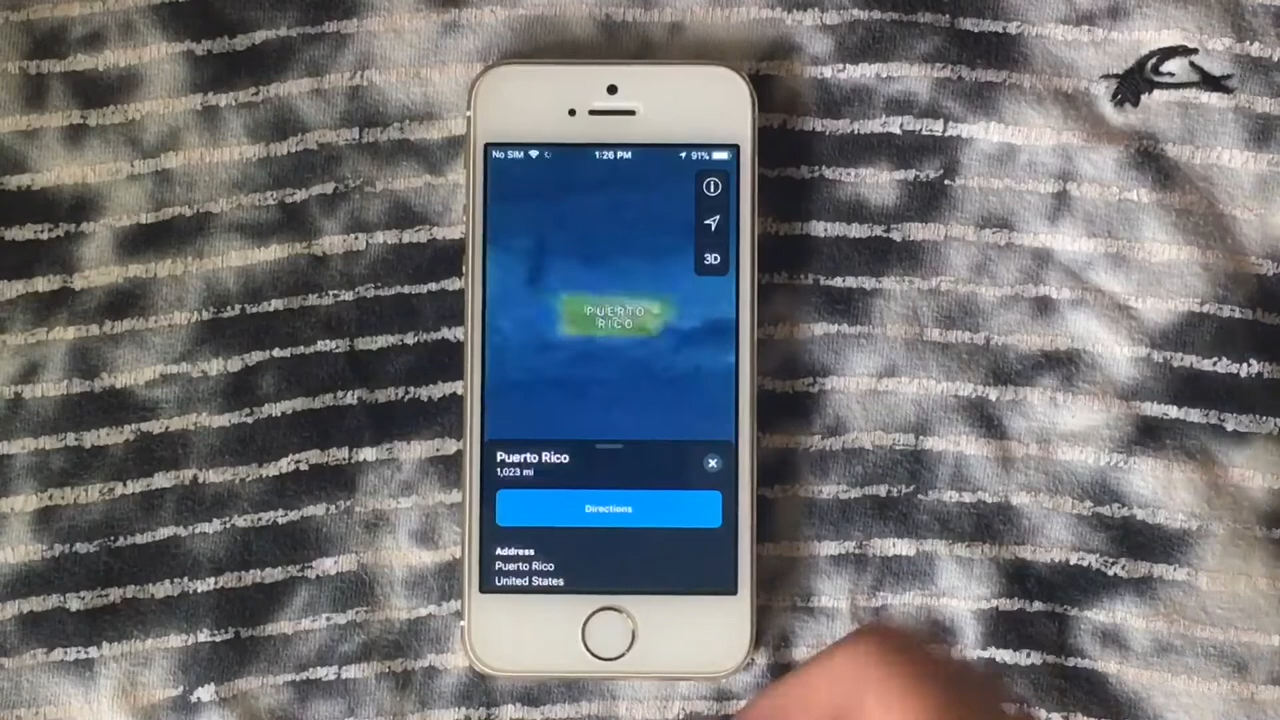 No SIM 1:26 PM 91%
3D
PUERTO
RICO
Puerto Rico
1,023 mi
Directions
Address
Puerto Rico
United States